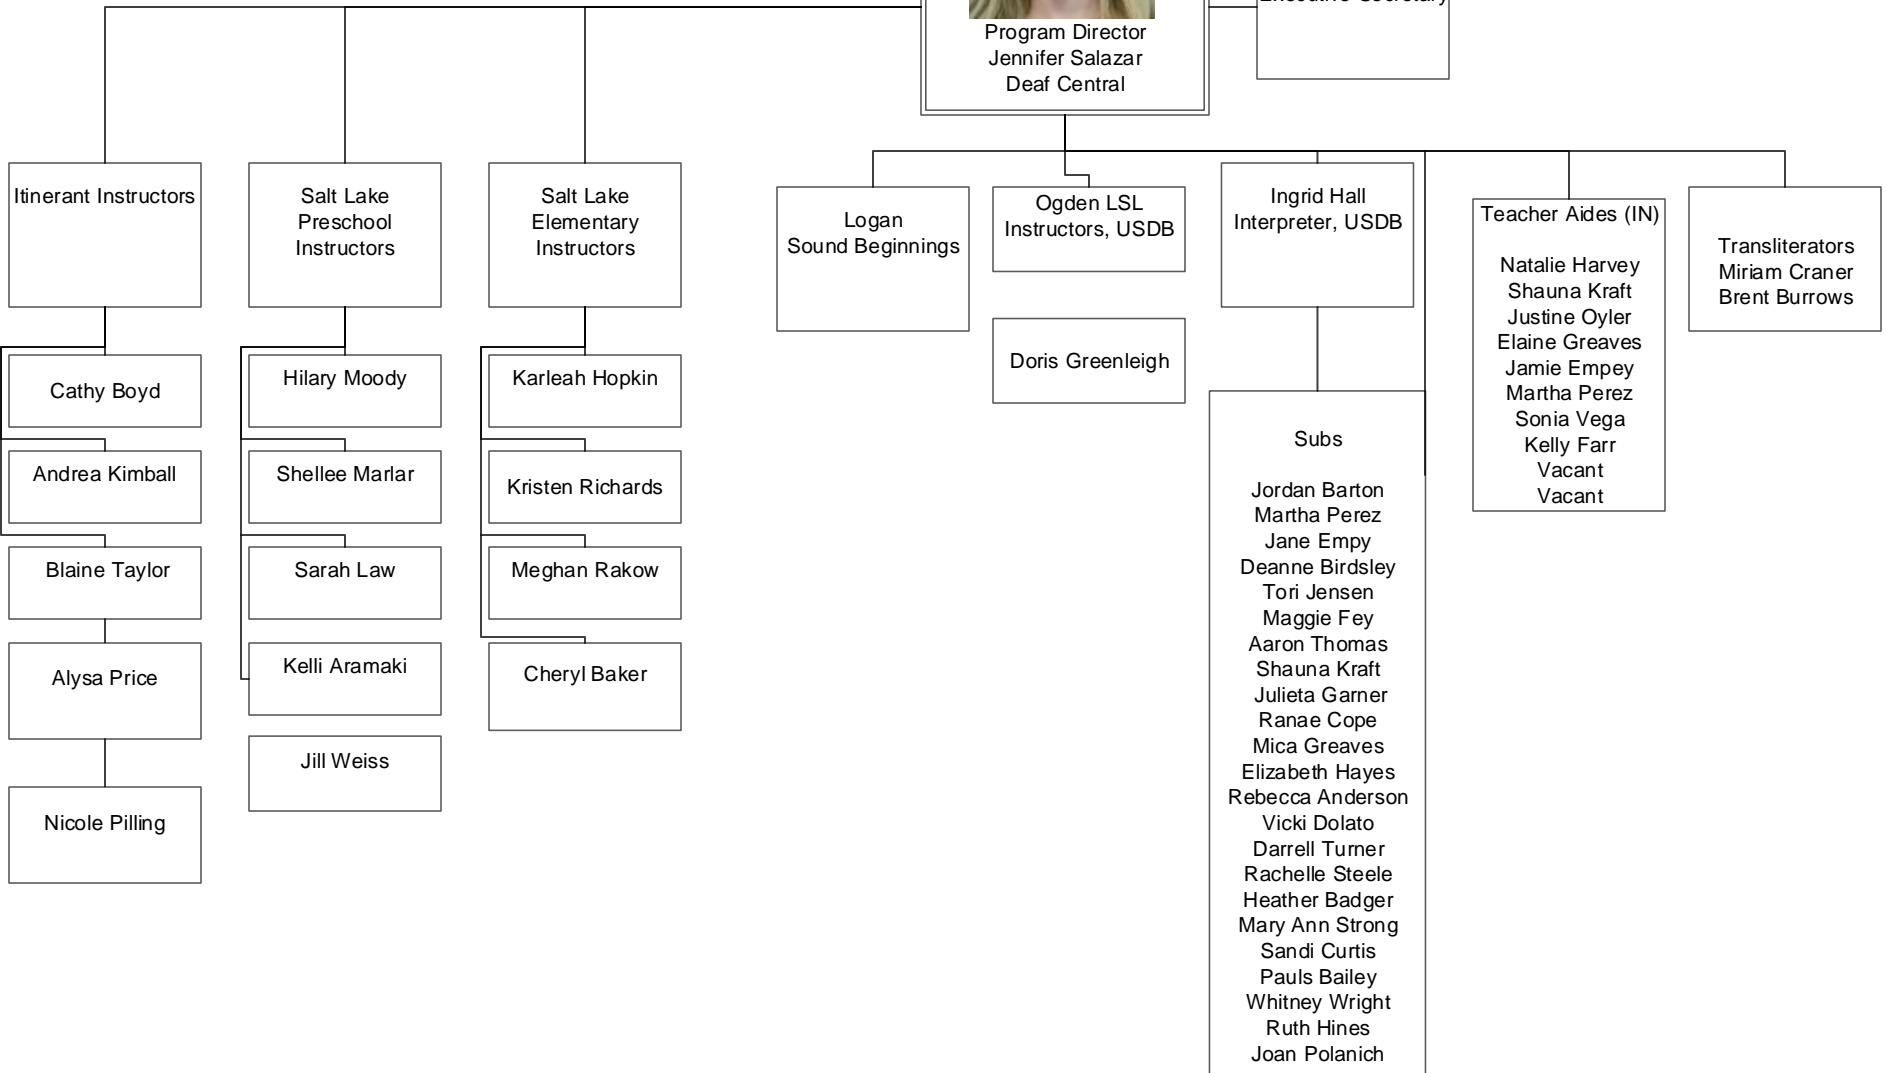 Executive Secretary
Program Director
Jennifer Salazar
Deaf Central
Itinerant Instructors
Cathy Boyd
Andrea Kimball
Blaine Taylor
Alysa Price
Nicole Pilling
Salt Lake
Preschool
Instructors
Hilary Moody
Shellee Marlar
Sarah Law
Kelli Aramaki
Jill Weiss
Salt Lake
Elementary
Instructors
Karleah Hopkin
Kristen Richards
Meghan Rakow
Cheryl Baker
Logan
Sound Beginnings
Ogden LSL
Instructors, USDB
Doris Greenleigh
Ingrid Hall
Interpreter, USDB
Subs
Jordan Barton
Martha Perez
Jane Empy
Deanne Birdsley
Tori Jensen
Maggie Fey
Aaron Thomas
Shauna Kraft
Julieta Garner
Ranae Cope
Mica Greaves
Elizabeth Hayes
Rebecca Anderson
Vicki Dolato
Darrell Turner
Rachelle Steele
Heather Badger
Mary Ann Strong
Sandi Curtis
Pauls Bailey
Whitney Wright
Ruth Hines
Joan Polanich
Teacher Aides (IN)
Natalie Harvey
Shauna Kraft
Justine Oyler
Elaine Greaves
Jamie Empey
Martha Perez
Sonia Vega
Kelly Farr
Vacant
Vacant
Transliterators
Miriam Craner
Brent Burrows